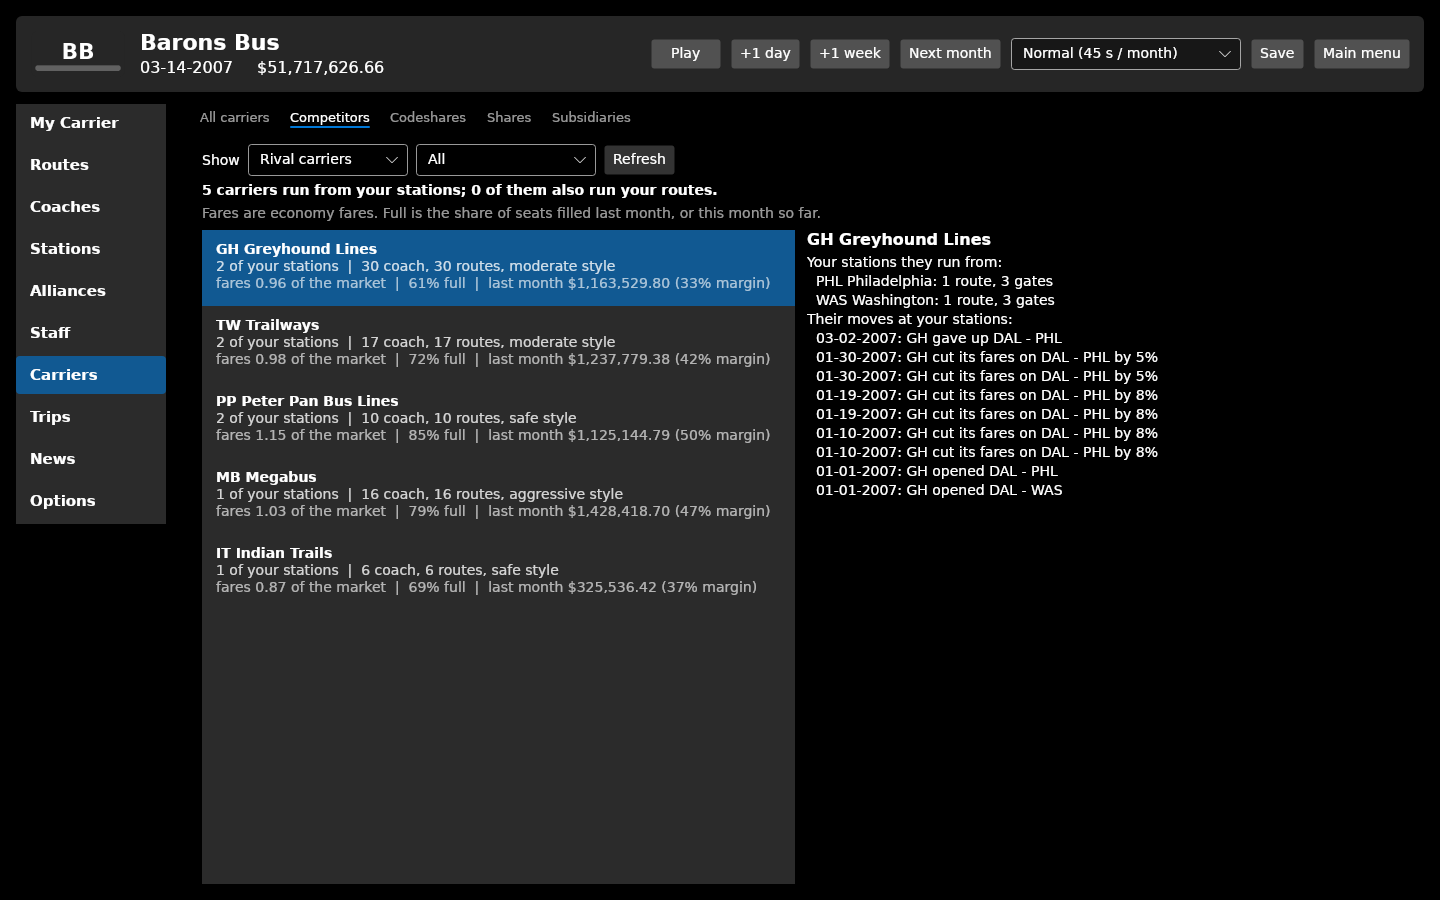 BB
Barons Bus
03-14-2007 $51,717,626.66
Play +1 day +1 week Next month Normal (45 s / month) Save Main menu
My Carrier
Routes
Coaches
Stations
Alliances
Staff
Carriers
Trips
News
Options
All carriers Competitors Codeshares Shares Subsidiaries
Show Rival carriers All Refresh
5 carriers run from your stations; 0 of them also run your routes.
Fares are economy fares. Full is the share of seats filled last month, or this month so far.
GH Greyhound Lines
2 of your stations | 30 coach, 30 routes, moderate style
fares 0.96 of the market | 61% full | last month $1,163,529.80 (33% margin)
TW Trailways
2 of your stations | 17 coach, 17 routes, moderate style
fares 0.98 of the market | 72% full | last month $1,237,779.38 (42% margin)
PP Peter Pan Bus Lines
2 of your stations | 10 coach, 10 routes, safe style
fares 1.15 of the market | 85% full | last month $1,125,144.79 (50% margin)
MB Megabus
1 of your stations | 16 coach, 16 routes, aggressive style
fares 1.03 of the market | 79% full | last month $1,428,418.70 (47% margin)
IT Indian Trails
1 of your stations | 6 coach, 6 routes, safe style
fares 0.87 of the market | 69% full | last month $325,536.42 (37% margin)
GH Greyhound Lines
Your stations they run from:
PHL Philadelphia: 1 route, 3 gates
WAS Washington: 1 route, 3 gates
Their moves at your stations:
03-02-2007: GH gave up DAL - PHL
01-30-2007: GH cut its fares on DAL - PHL by 5%
01-30-2007: GH cut its fares on DAL - PHL by 5%
01-19-2007: GH cut its fares on DAL - PHL by 8%
01-19-2007: GH cut its fares on DAL - PHL by 8%
01-10-2007: GH cut its fares on DAL - PHL by 8%
01-10-2007: GH cut its fares on DAL - PHL by 8%
01-01-2007: GH opened DAL - PHL
01-01-2007: GH opened DAL - WAS